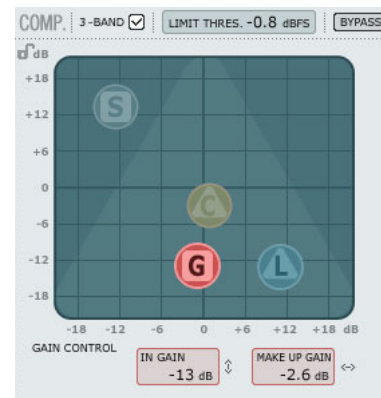 COMP. 3-BAND LIMIT THRES. -0.8 dBFS BYPASS
dB
+18
S
+12
+6
0
C
-6
G L
-12
-18
-18 -12 -6 0 +6 +12 +18 dB
GAIN CONTROL
IN GAIN MAKE UP GAIN
-13 dB -2.6 dB